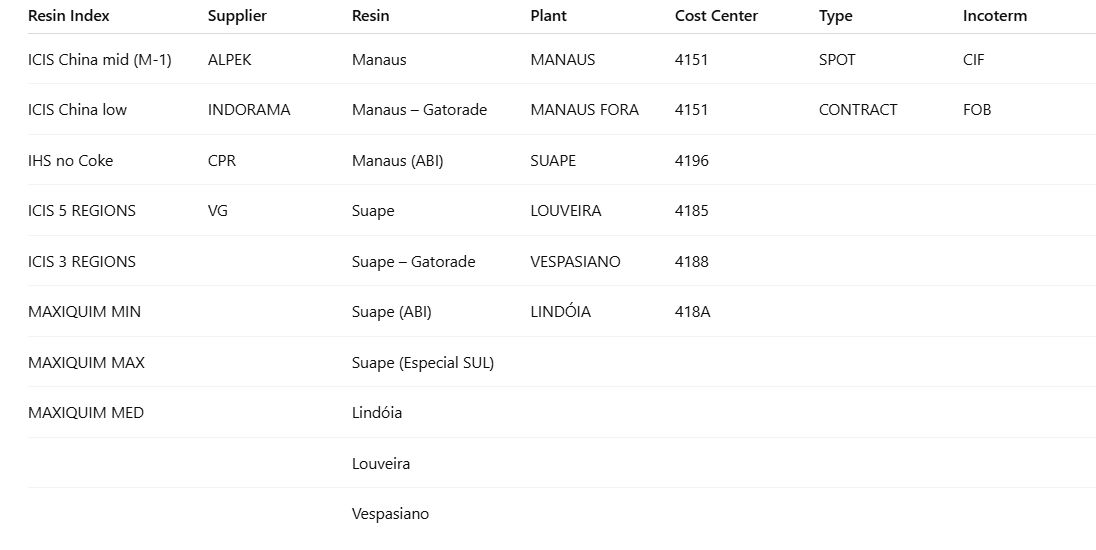 Resin Index Supplier Resin Plant Cost Center Type Incoterm
ICIS China mid (M-1) ALPEK Manaus MANAUS 4151 SPOT CIF
ICIS China low INDORAMA Manaus – Gatorade MANAUS FORA 4151 CONTRACT FOB
IHS no Coke CPR Manaus (ABI) SUAPE 4196
ICIS 5 REGIONS VG Suape LOUVEIRA 4185
ICIS 3 REGIONS Suape – Gatorade VESPASIANO 4188
MAXIQUIM MIN Suape (ABI) LINDÓIA 418A
MAXIQUIM MAX Suape (Especial SUL)
MAXIQUIM MED Lindóia
Louveira
Vespasiano